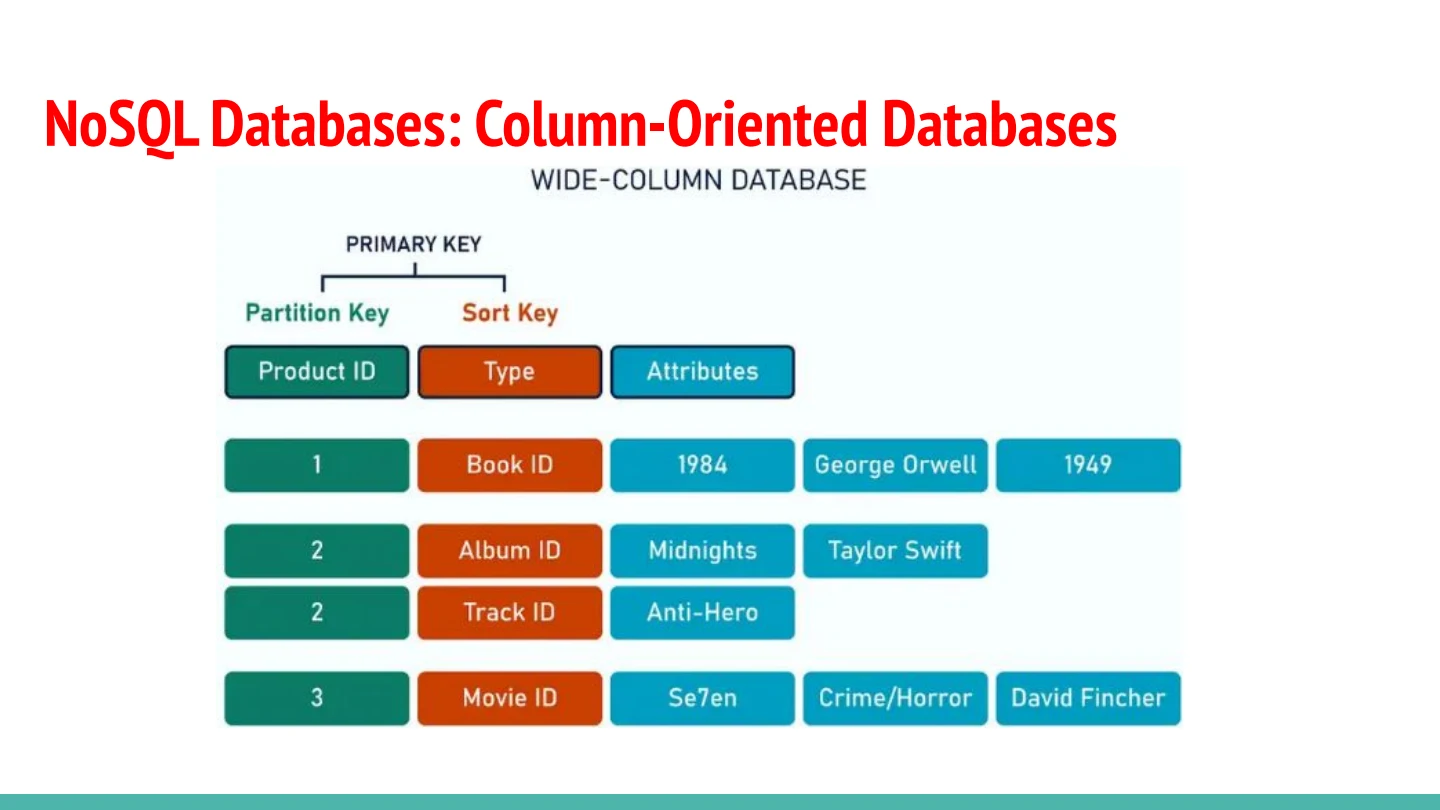 NoSQL Databases: Column-Oriented Databases
WIDE-COLUMN DATABASE
PRIMARY KEY
Partition Key Sort Key
Product ID Type Attributes
1 Book ID 1984 George Orwell 1949
2 Album ID Midnights Taylor Swift
2 Track ID Anti-Hero
3 Movie ID Se7en Crime/Horror David Fincher